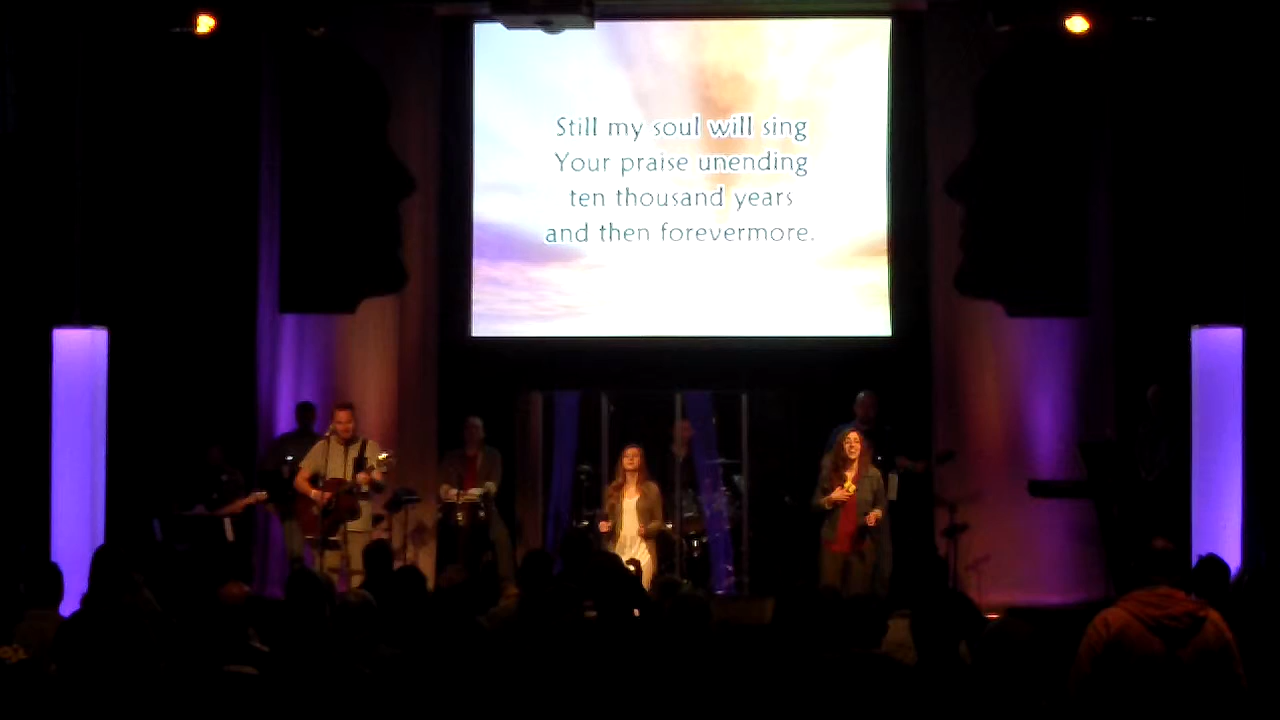 Still my soul will sing
Your praise unending
ten thousand years
and then forevermore.